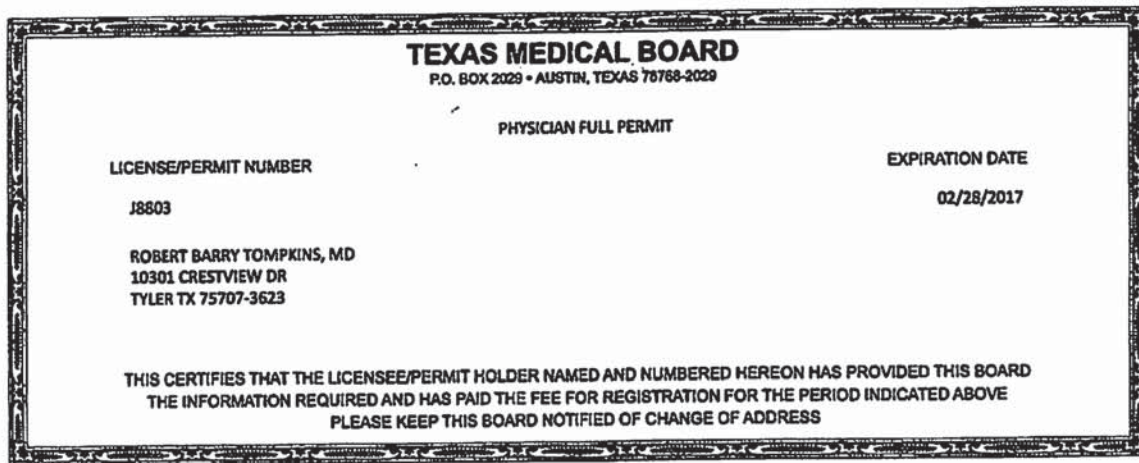 TEXAS MEDICAL BOARD
P.O. BOX 2029 • AUSTIN, TEXAS 78768-2029
PHYSICIAN FULL PERMIT
LICENSE/PERMIT NUMBER
EXPIRATION DATE
J8803
02/28/2017
ROBERT BARRY TOMPKINS, MD
10301 CRESTVIEW DR
TYLER TX 75707-3623
THIS CERTIFIES THAT THE LICENSEE/PERMIT HOLDER NAMED AND NUMBERED HEREON HAS PROVIDED THIS BOARD
THE INFORMATION REQUIRED AND HAS PAID THE FEE FOR REGISTRATION FOR THE PERIOD INDICATED ABOVE
PLEASE KEEP THIS BOARD NOTIFIED OF CHANGE OF ADDRESS